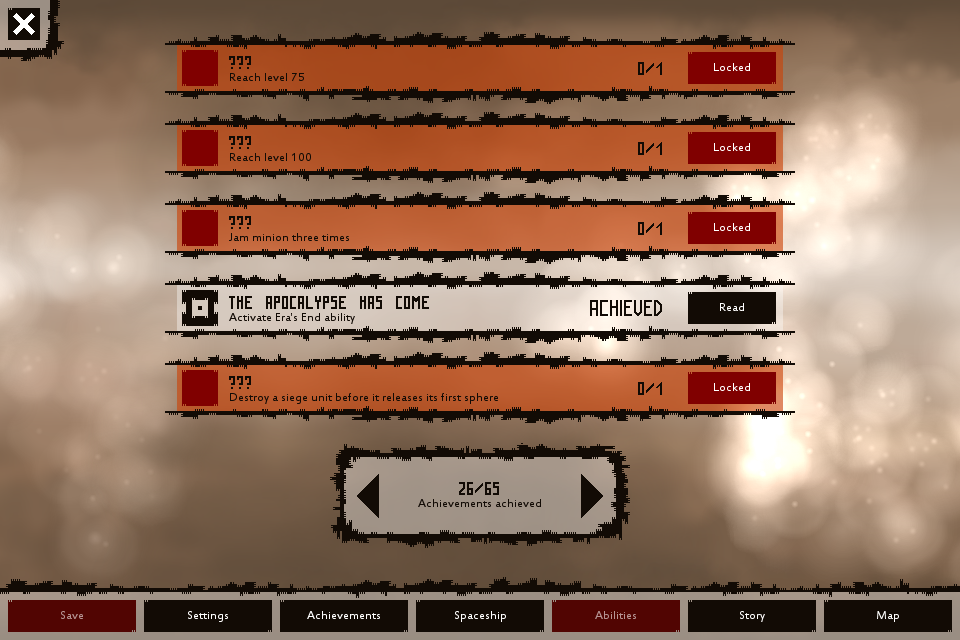 ???
Reach level 75
0/1
Locked
???
Reach level 100
0/1
Locked
???
Jam minion three times
0/1
Locked
THE APOCALYPSE HAS COME
Activate Era's End ability
ACHIEVED
Read
???
Destroy a siege unit before it releases its first sphere
0/1
Locked
26/65
Achievements achieved
Save
Settings
Achievements
Spaceship
Abilities
Story
Map